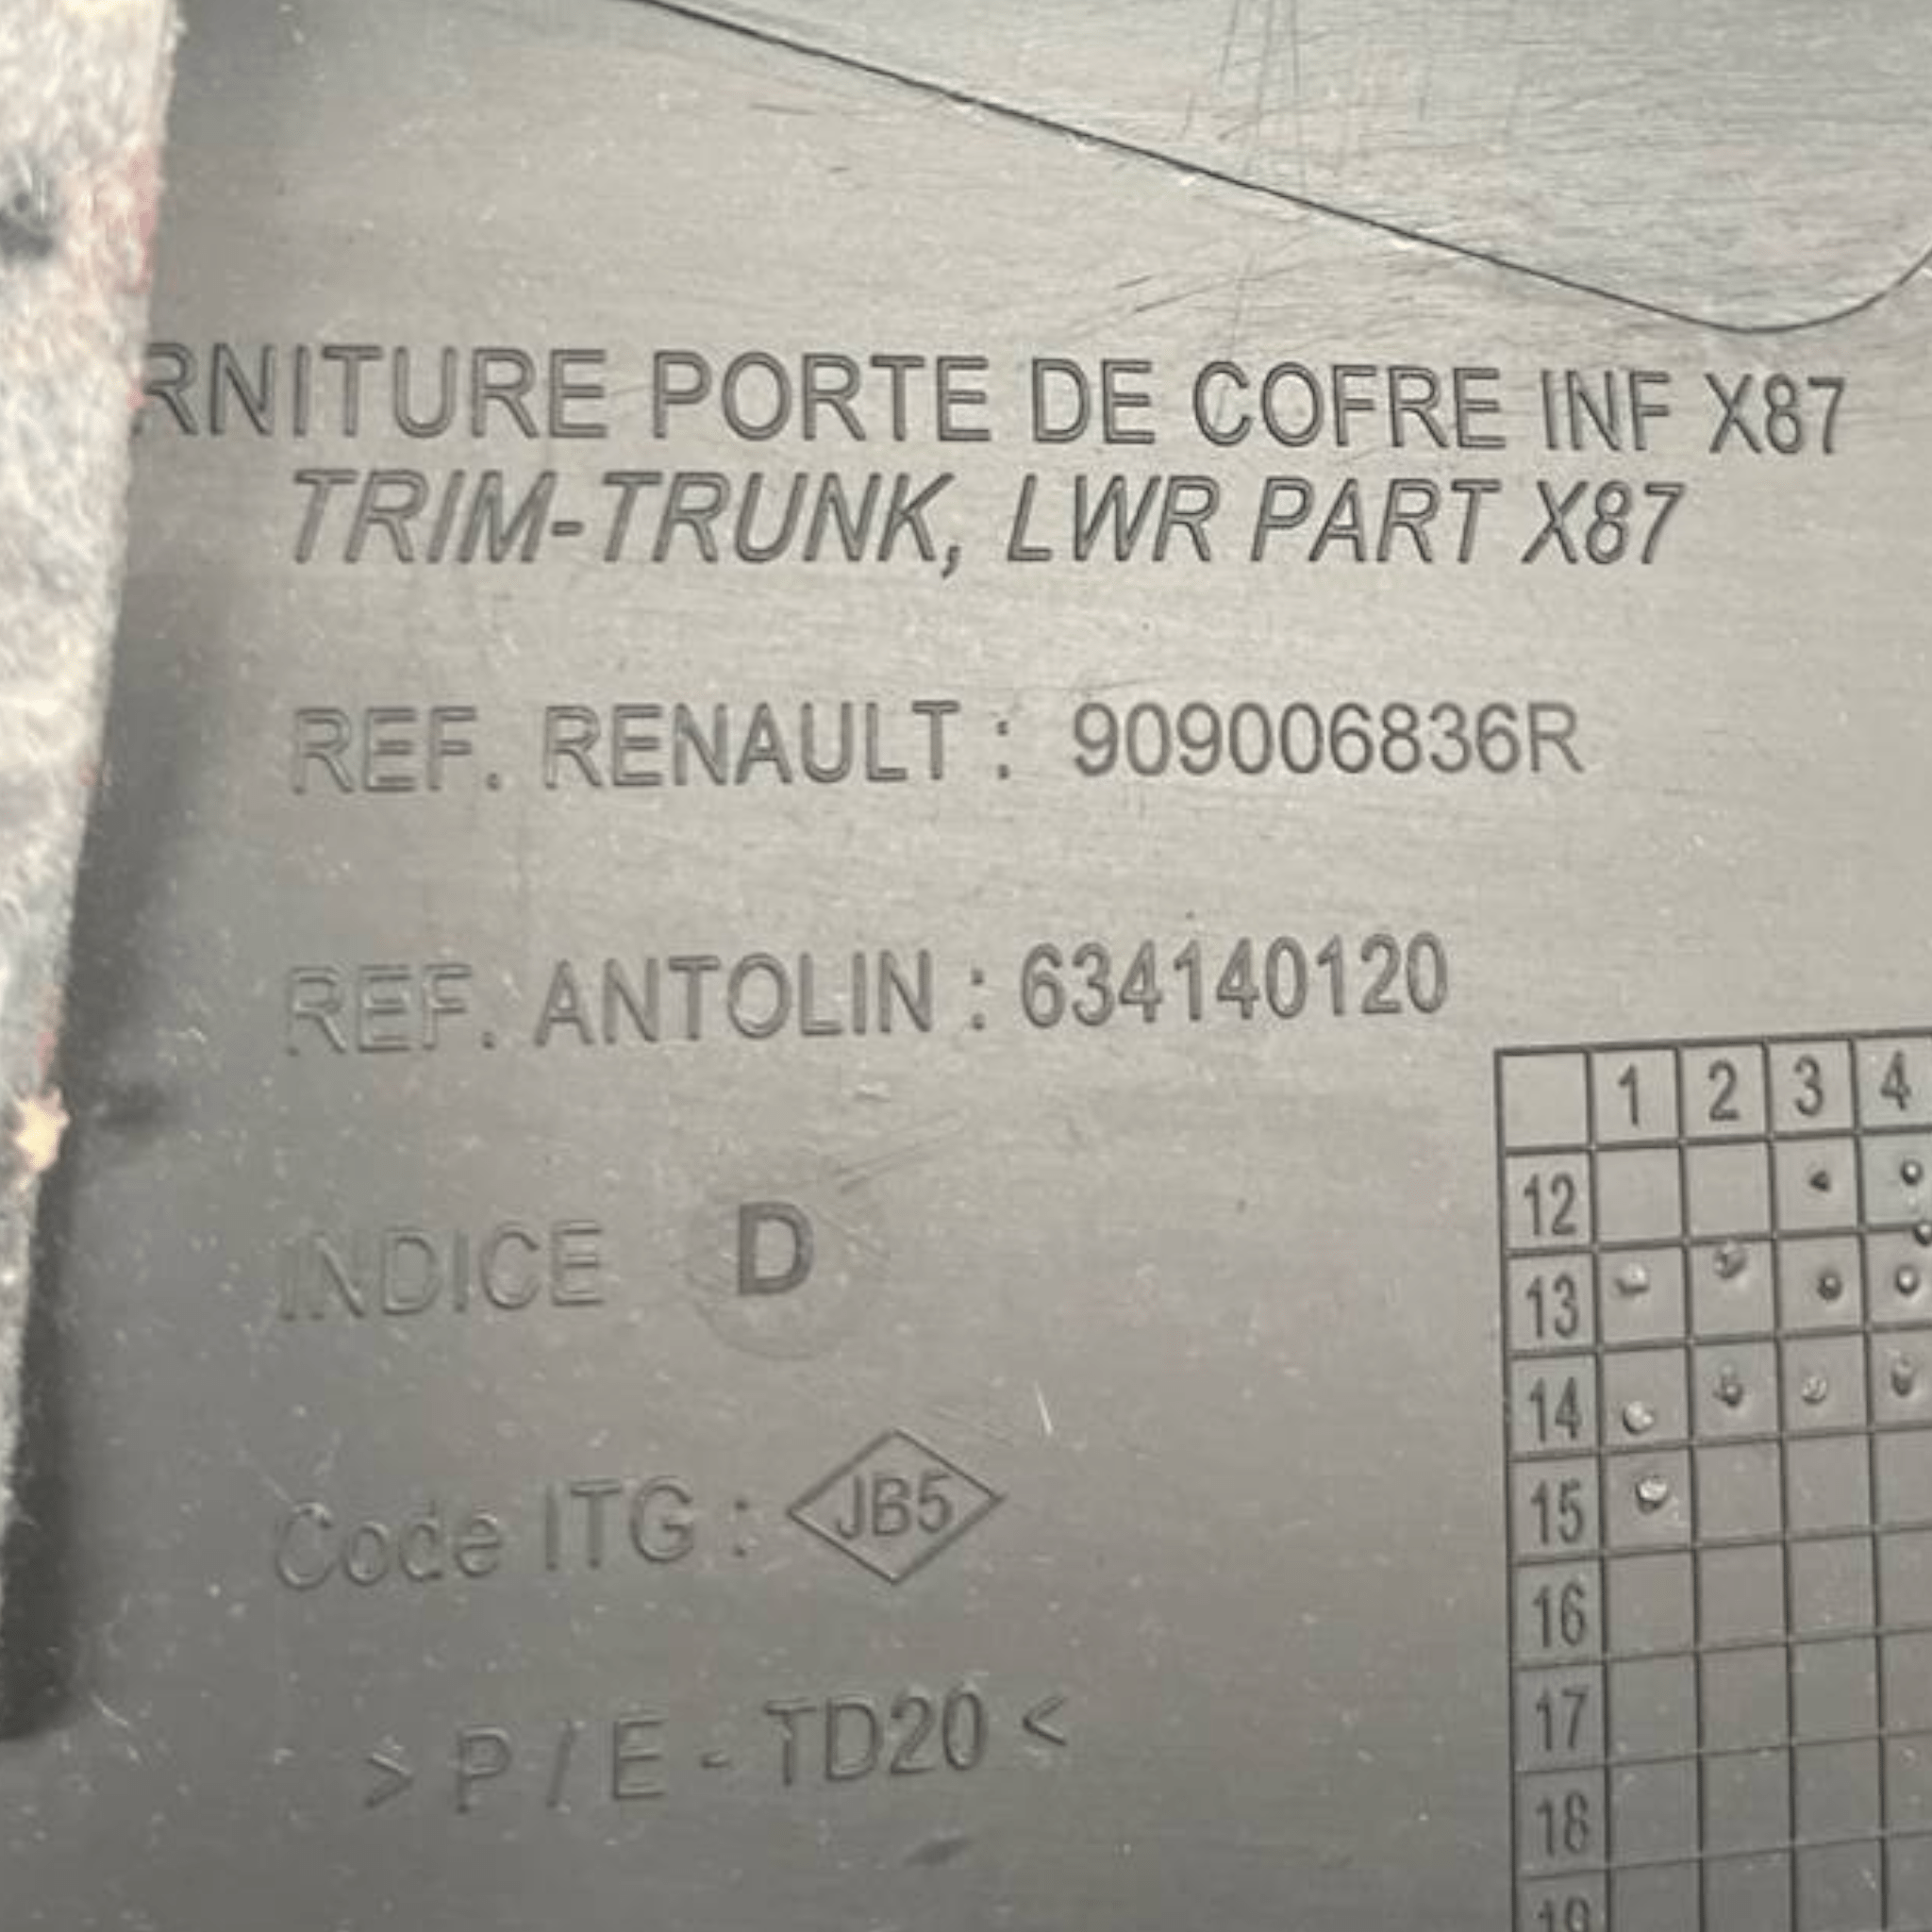 RNITURE PORTE DE COFRE INF X87
TRIM-TRUNK, LWR PART X87
REF. RENAULT : 909006836R
REF. ANTOLIN : 634140120
INDICE D
Code ITG : JB5
> P / E - TD20 <
1 2 3 4
12
13
14
15
16
17
18
19